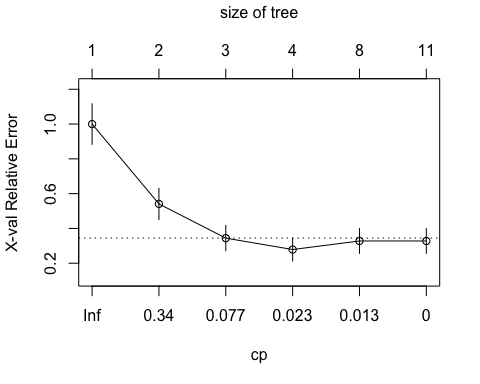 size of tree
1 2 3 4 8 11
X-val Relative Error
1.0
0.6
0.2
Inf 0.34 0.077 0.023 0.013 0
cp